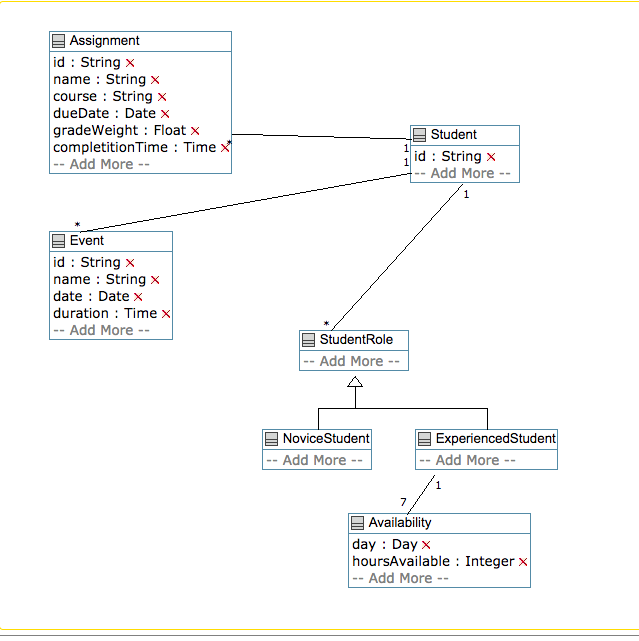 Assignment
id : String
name : String
course : String
dueDate : Date
gradeWeight : Float
completitionTime : Time
-- Add More --
*
1
Student
id : String
-- Add More --
1
1
*
Event
id : String
name : String
date : Date
duration : Time
-- Add More --
*
StudentRole
-- Add More --
NoviceStudent
-- Add More --
ExperiencedStudent
-- Add More --
1
7
Availability
day : Day
hoursAvailable : Integer
-- Add More --